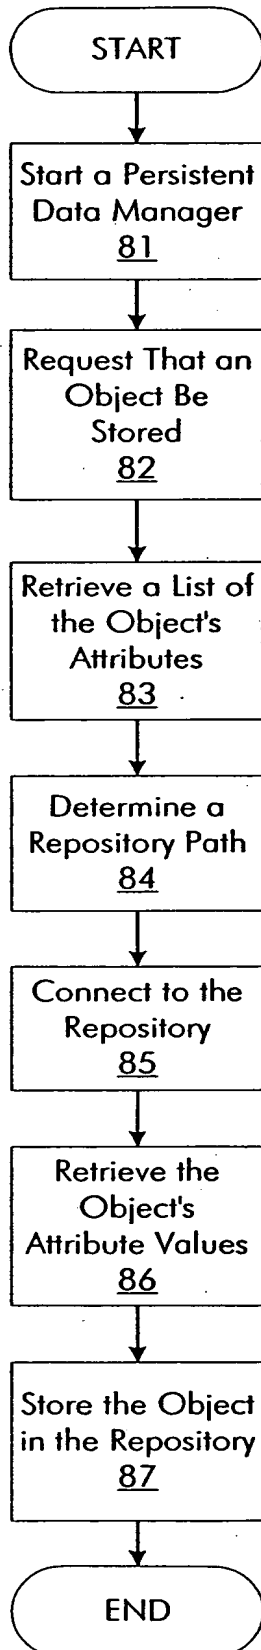 START
Start a Persistent
Data Manager
81
Request That an
Object Be
Stored
82
Retrieve a List of
the Object's
Attributes
83
Determine a
Repository Path
84
Connect to the
Repository
85
Retrieve the
Object's
Attribute Values
86
Store the Object
in the Repository
87
END